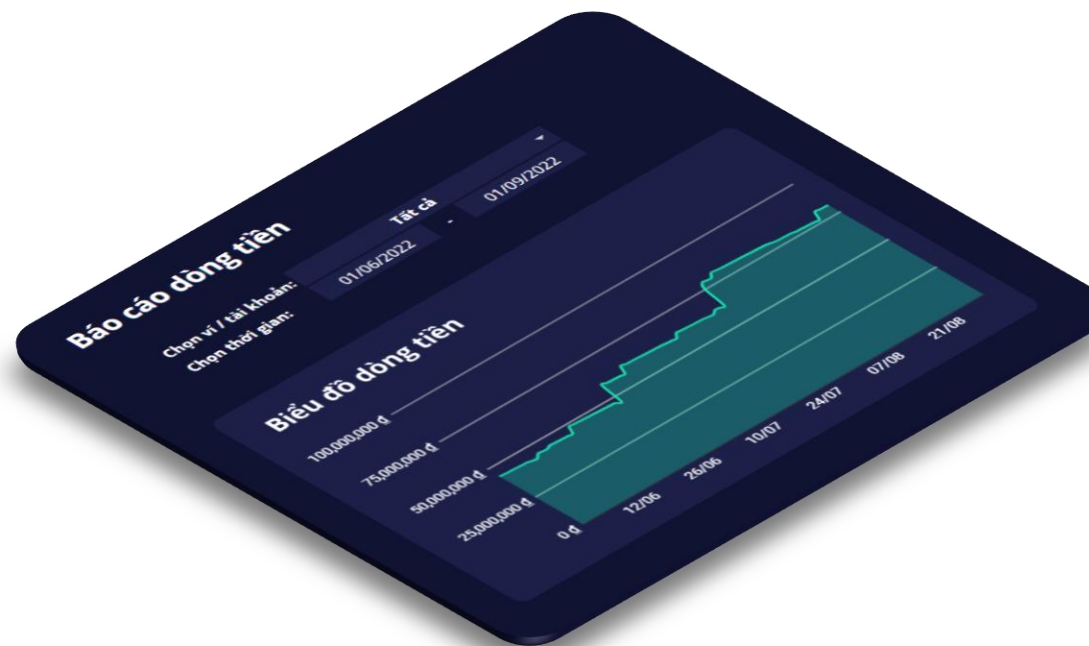 Báo cáo dòng tiền
Chọn ví / tài khoản:
Tất cả
Chọn thời gian:
01/06/2022 - 01/09/2022
Biểu đồ dòng tiền
100,000,000 ₫
75,000,000 ₫
50,000,000 ₫
25,000,000 ₫
0 ₫
12/06
26/06
10/07
24/07
07/08
21/08